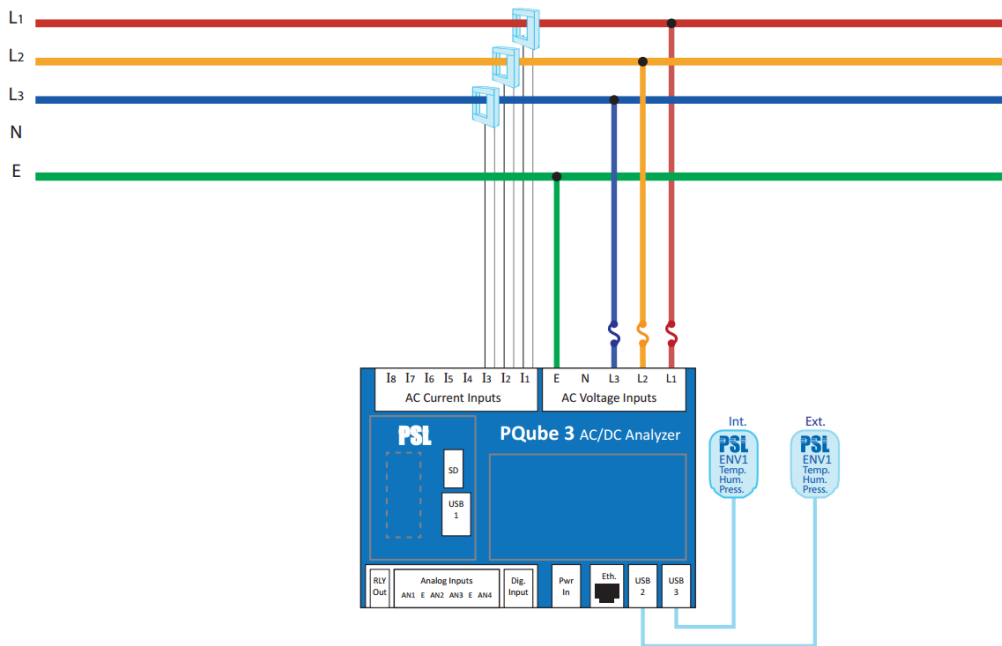 L1
L2
L3
N
E
I8 I7 I6 I5 I4 I3 I2 I1
AC Current Inputs
E N L3 L2 L1
AC Voltage Inputs
PSL
PQube 3 AC/DC Analyzer
SD
USB
1
RLY
Out
Analog Inputs
AN1 E AN2 AN3 E AN4
Dig.
Input
Pwr
In
Eth.
USB
2
USB
3
Int.
PSL
ENV1
Temp.
Hum.
Press.
Ext.
PSL
ENV1
Temp.
Hum.
Press.